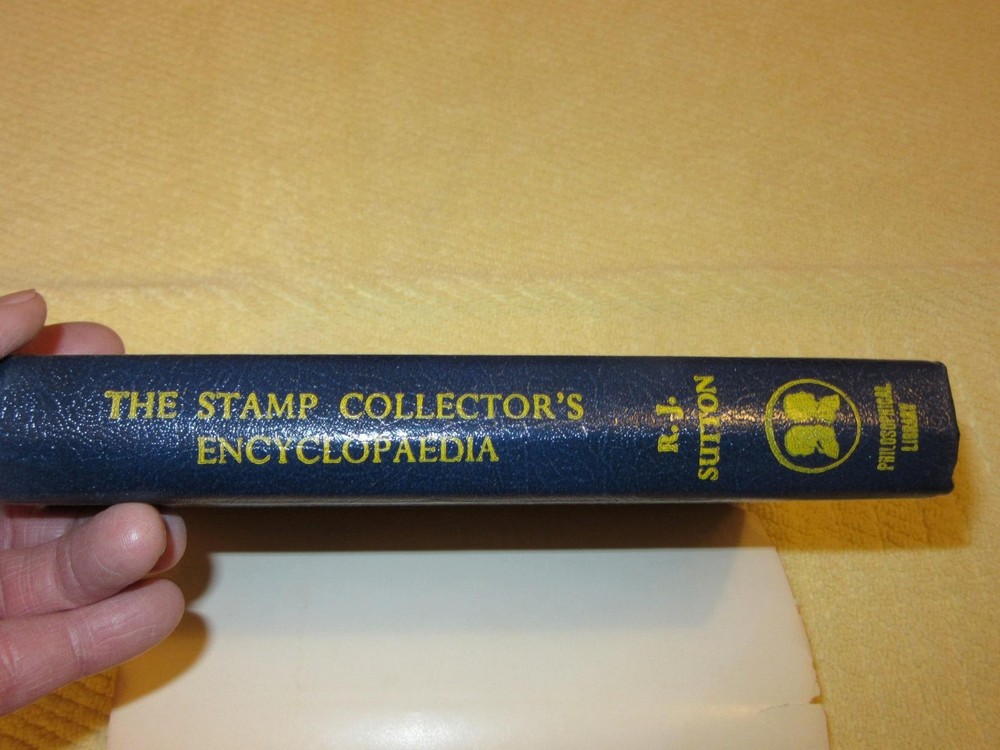 THE STAMP COLLECTOR'S
ENCYCLOPAEDIA
R. J.
SUTTON
PHILOSOPHICAL
LIBRARY